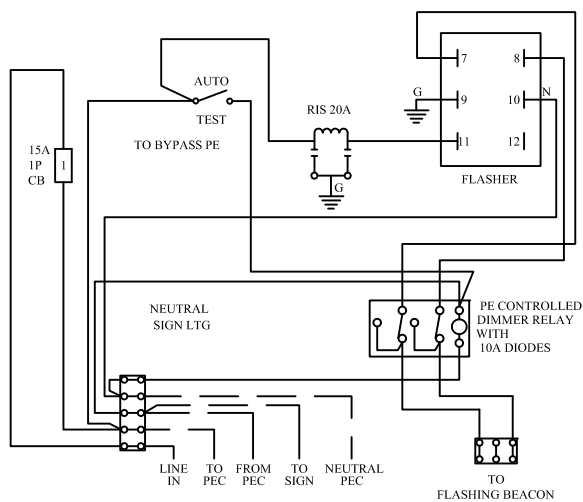 AUTO
TEST
TO BYPASS PE
15A
1P
CB
1
RIS 20A
G
G
N
7
8
9
10
11
12
FLASHER
NEUTRAL
SIGN LTG
PE CONTROLLED
DIMMER RELAY
WITH
10A DIODES
LINE
IN
TO
PEC
FROM
PEC
TO
SIGN
NEUTRAL
PEC
TO
FLASHING BEACON